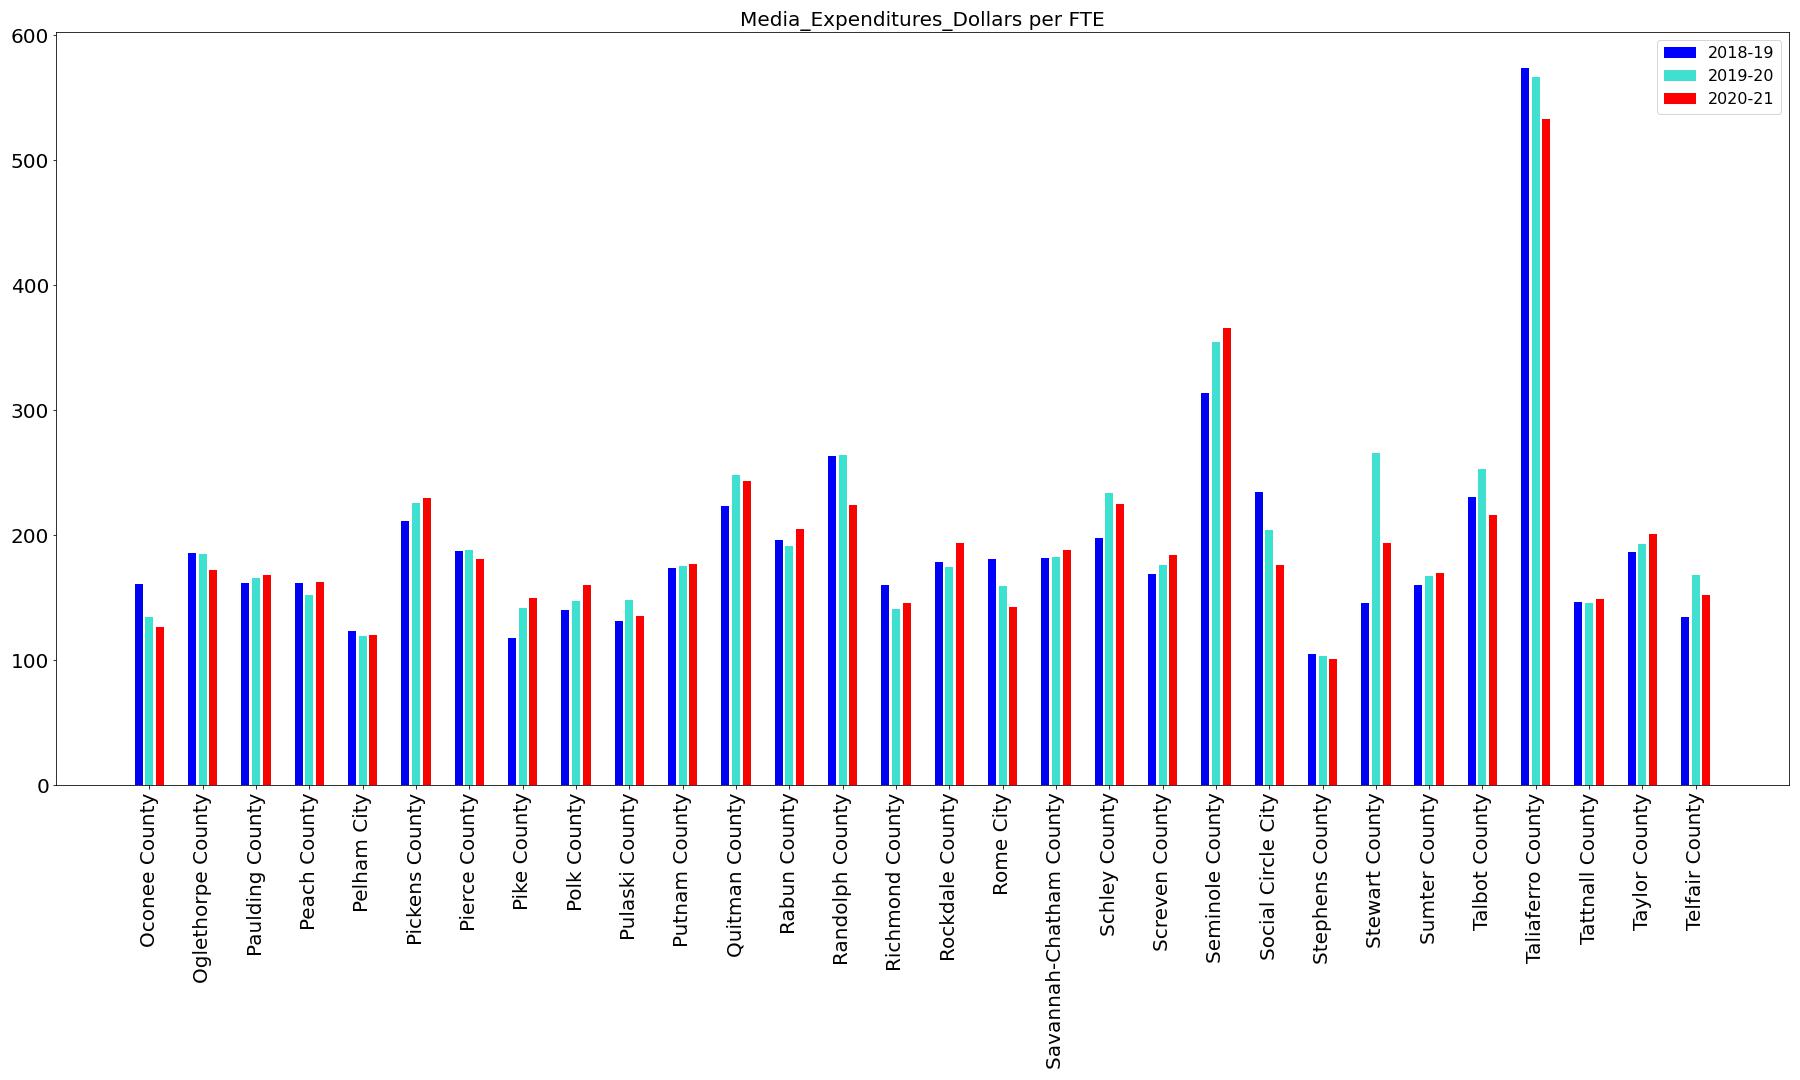 Media_Expenditures_Dollars per FTE
600
500
400
300
200
100
0
2018-19
2019-20
2020-21
Oconee County
Oglethorpe County
Paulding County
Peach County
Pelham City
Pickens County
Pierce County
Pike County
Polk County
Pulaski County
Putnam County
Quitman County
Rabun County
Randolph County
Richmond County
Rockdale County
Rome City
Savannah-Chatham County
Schley County
Screven County
Seminole County
Social Circle City
Stephens County
Stewart County
Sumter County
Talbot County
Taliaferro County
Tattnall County
Taylor County
Telfair County